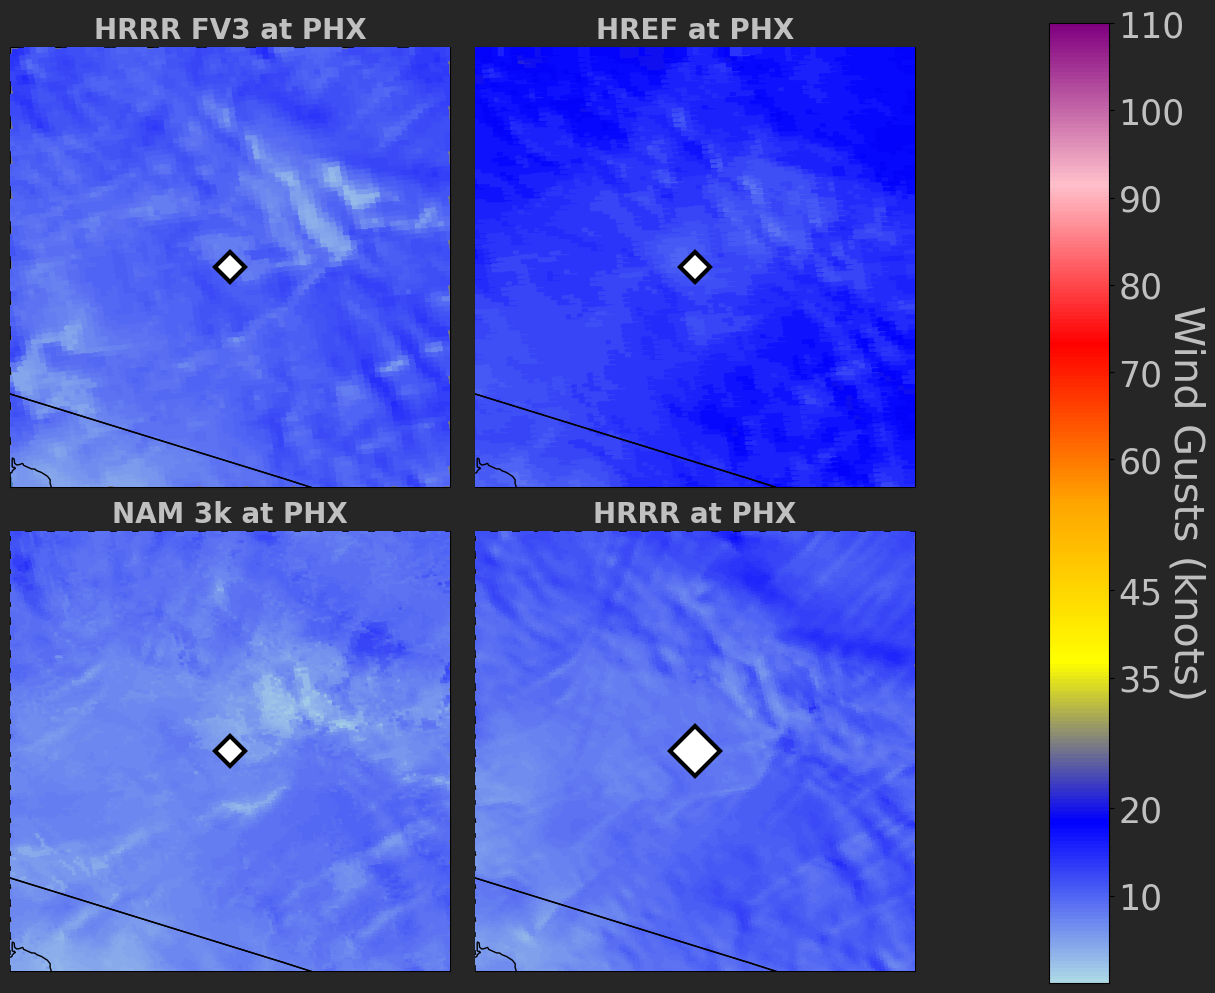 HRRR FV3 at PHX
HREF at PHX
NAM 3k at PHX
HRRR at PHX
110
100
90
80
70
60
45
35
20
10
Wind Gusts (knots)